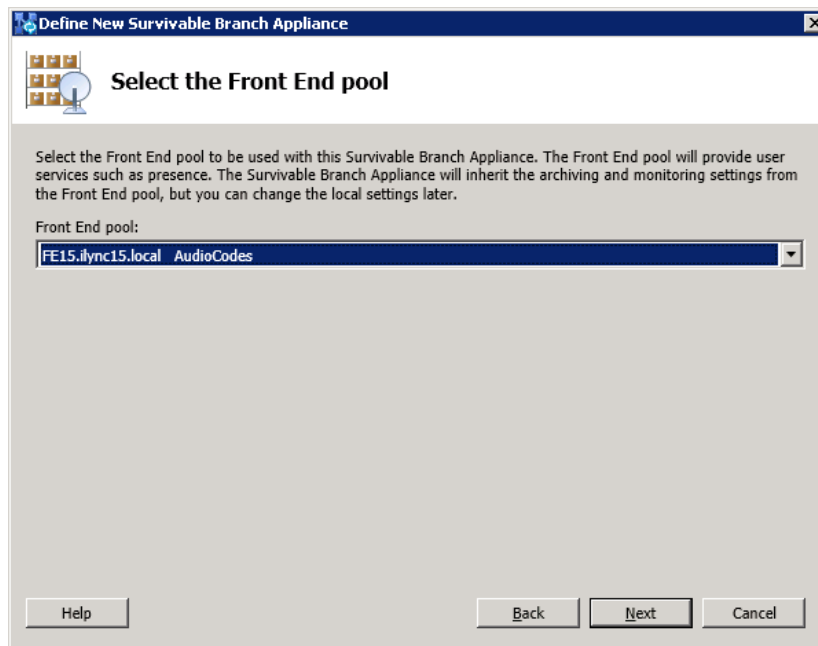 Define New Survivable Branch Appliance
Select the Front End pool
Select the Front End pool to be used with this Survivable Branch Appliance. The Front End pool will provide user
services such as presence. The Survivable Branch Appliance will inherit the archiving and monitoring settings from
the Front End pool, but you can change the local settings later.
Front End pool:
FE15.ilync15.local AudioCodes
Help Back Next Cancel